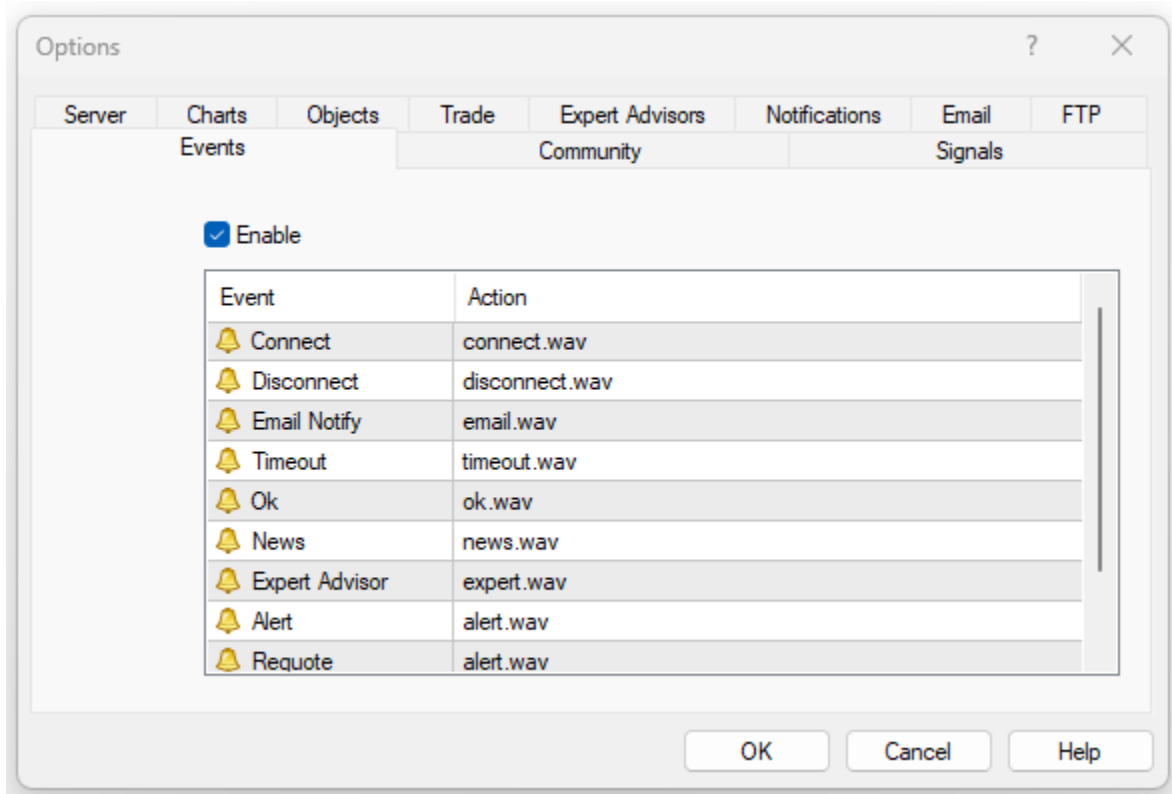 Options ?
Server Charts Objects Trade Expert Advisors Notifications Email FTP
Events Community Signals
Enable
Event Action
Connect connect.wav
Disconnect disconnect.wav
Email Notify email.wav
Timeout timeout.wav
Ok ok.wav
News news.wav
Expert Advisor expert.wav
Alert alert.wav
Requote alert.wav
OK Cancel Help